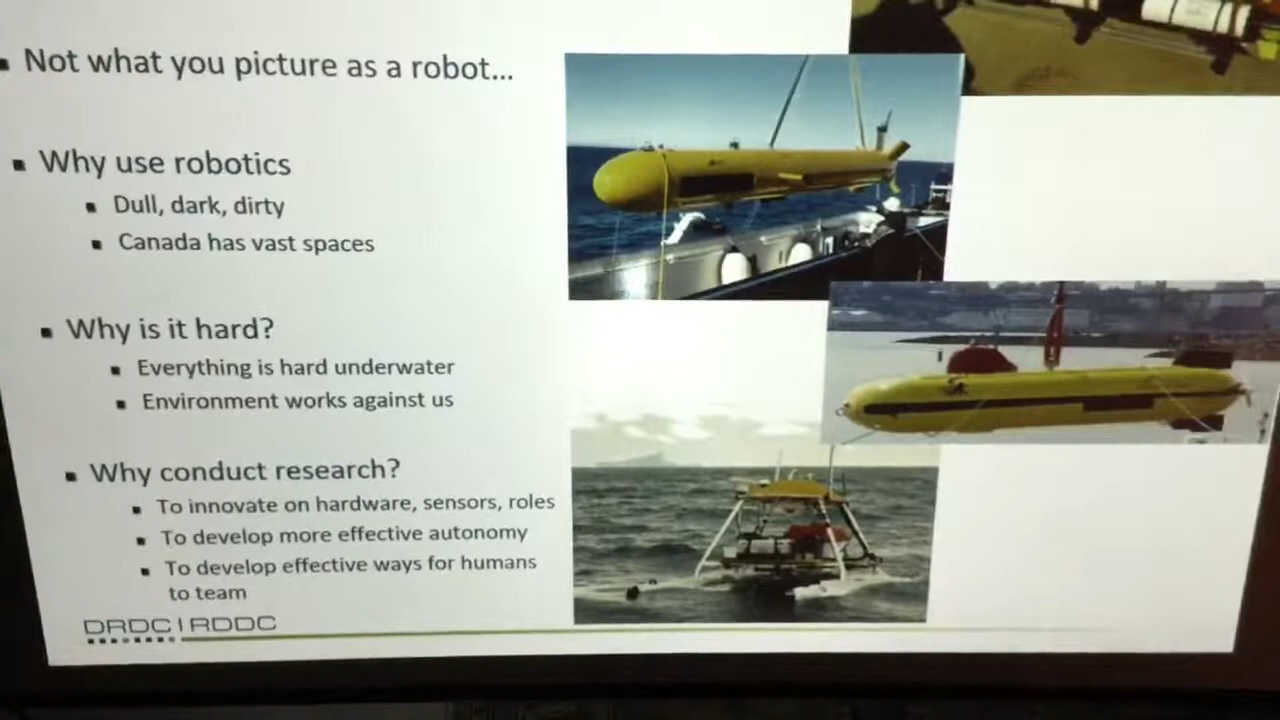 Not what you picture as a robot...
Why use robotics
Dull, dark, dirty
Canada has vast spaces
Why is it hard?
Everything is hard underwater
Environment works against us
Why conduct research?
To innovate on hardware, sensors, roles
To develop more effective autonomy
To develop effective ways for humans
to team
DRDC | RDDC